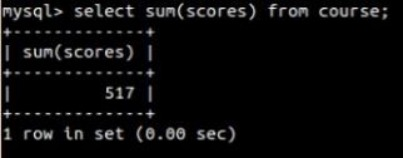 mysql> select sum(scores) from course;
+-------------+
| sum(scores) |
+-------------+
|         517 |
+-------------+
1 row in set (0.00 sec)